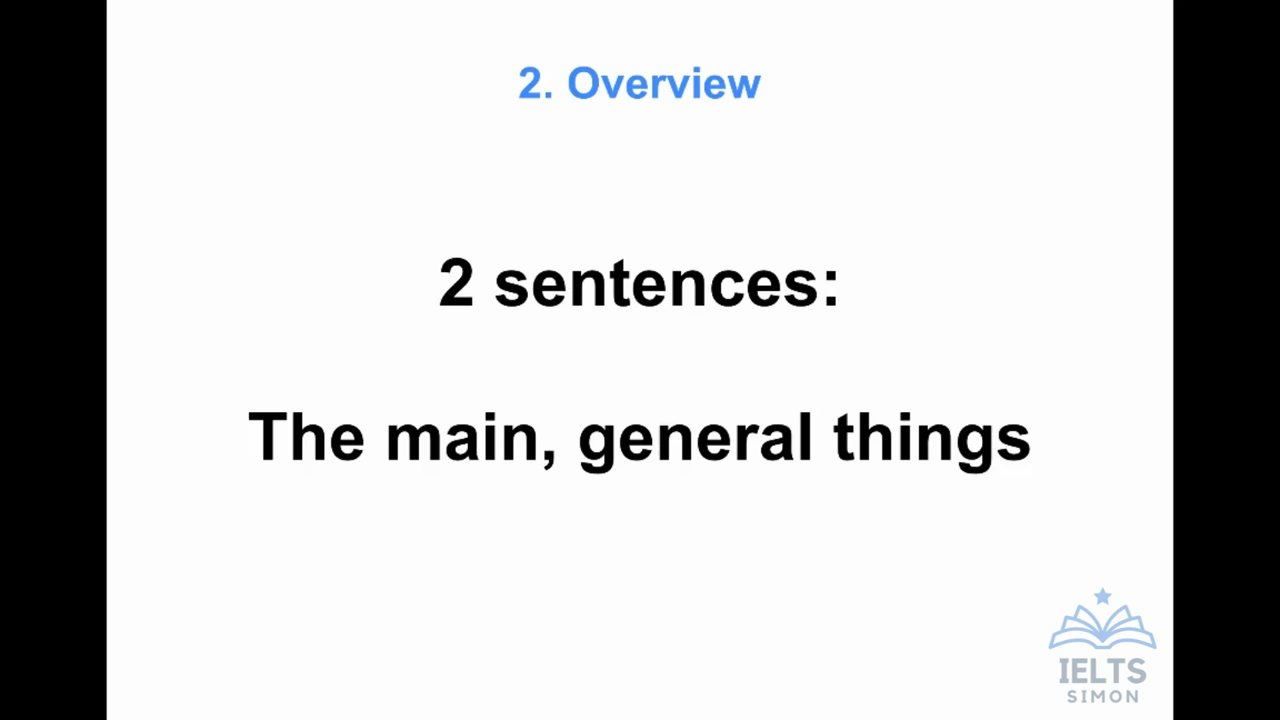 2. Overview
2 sentences:
The main, general things
IELTS
SIMON